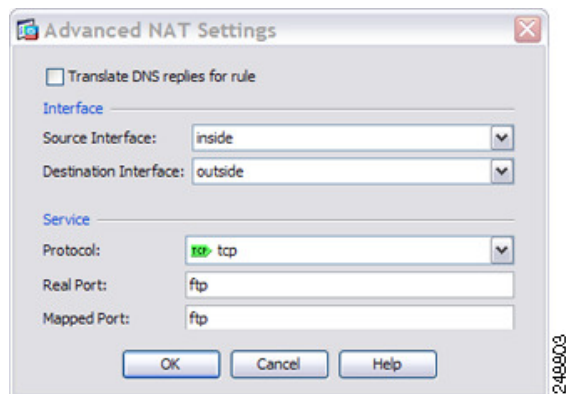 Advanced NAT Settings
Translate DNS replies for rule
Interface
Source Interface: inside
Destination Interface: outside
Service
Protocol: TCP tcp
Real Port: ftp
Mapped Port: ftp
OK Cancel Help
248803